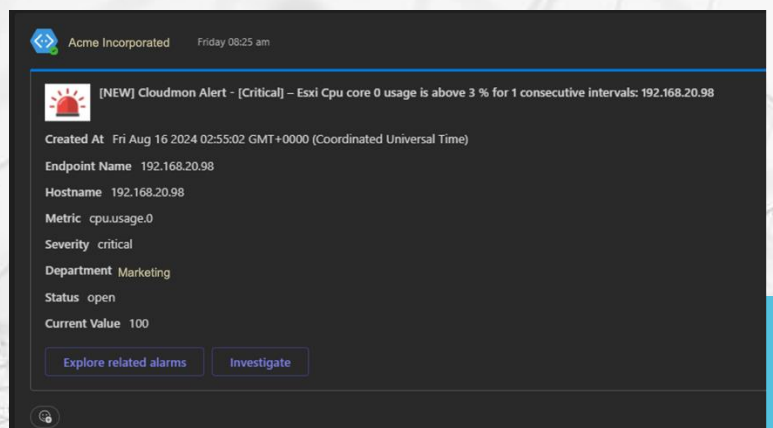 Acme Incorporated Friday 08:25 am
[NEW] Cloudmon Alert - [Critical] – Esxi Cpu core 0 usage is above 3 % for 1 consecutive intervals: 192.168.20.98
Created At Fri Aug 16 2024 02:55:02 GMT+0000 (Coordinated Universal Time)
Endpoint Name 192.168.20.98
Hostname 192.168.20.98
Metric cpu.usage.0
Severity critical
Department Marketing
Status open
Current Value 100
Explore related alarms Investigate